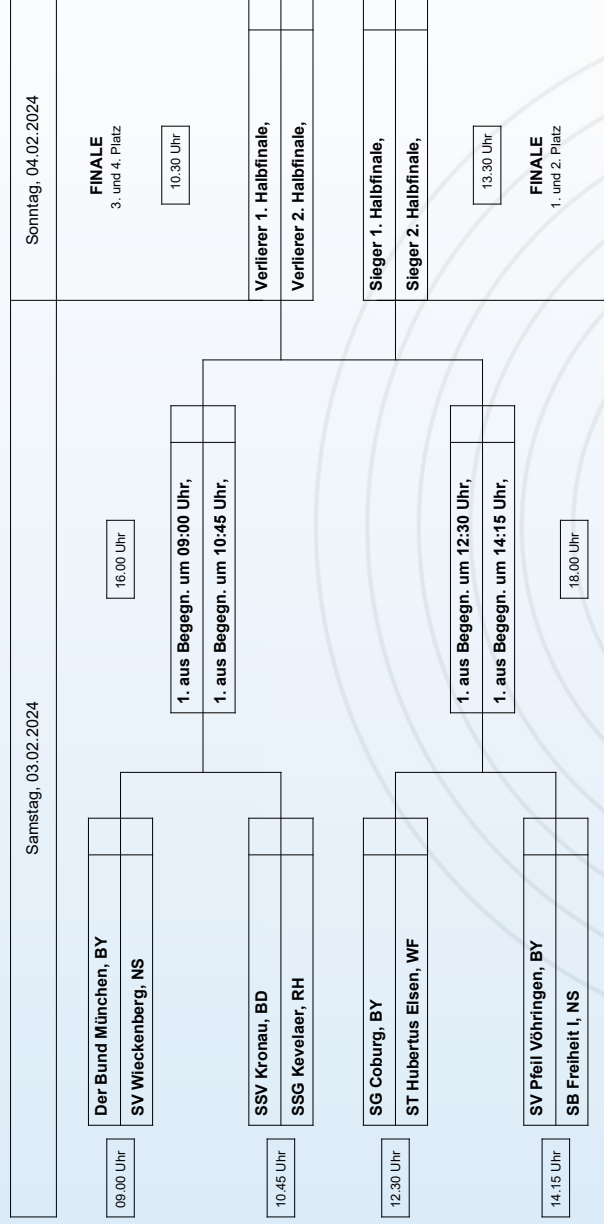 Samstag, 03.02.2024
Sonntag, 04.02.2024
09.00 Uhr
Der Bund München, BY
SV Wieckenberg, NS
10.45 Uhr
SSV Kronau, BD
SSG Kevelaer, RH
12.30 Uhr
SG Coburg, BY
ST Hubertus Elsen, WF
14.15 Uhr
SV Pfeil Vöhringen, BY
SB Freiheit I, NS
16.00 Uhr
1. aus Begegn. um 09:00 Uhr,
1. aus Begegn. um 10:45 Uhr,
1. aus Begegn. um 12:30 Uhr,
1. aus Begegn. um 14:15 Uhr,
18.00 Uhr
FINALE
3. und 4. Platz
10.30 Uhr
Verlierer 1. Halbfinale,
Verlierer 2. Halbfinale,
Sieger 1. Halbfinale,
Sieger 2. Halbfinale,
13.30 Uhr
FINALE
1. und 2. Platz